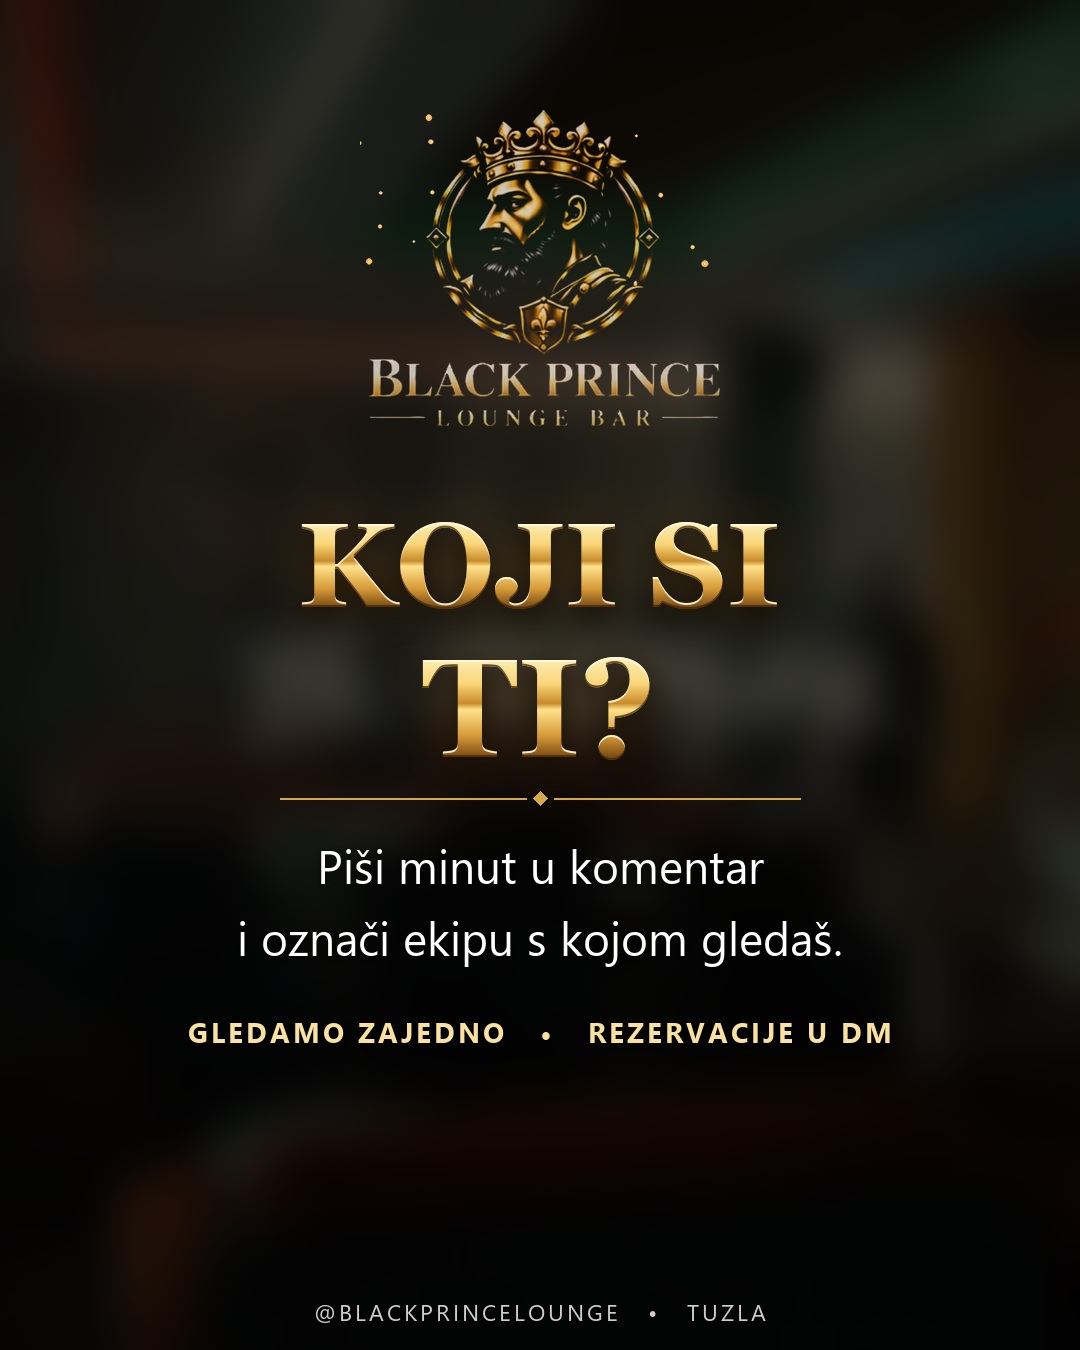 BLACK PRINCE
LOUNGE BAR
KOJI SI
TI?
Piši minut u komentar
i označi ekipu s kojom gledaš.
GLEDAMO ZAJEDNO • REZERVACIJE U DM
@BLACKPRINCELOUNGE • TUZLA